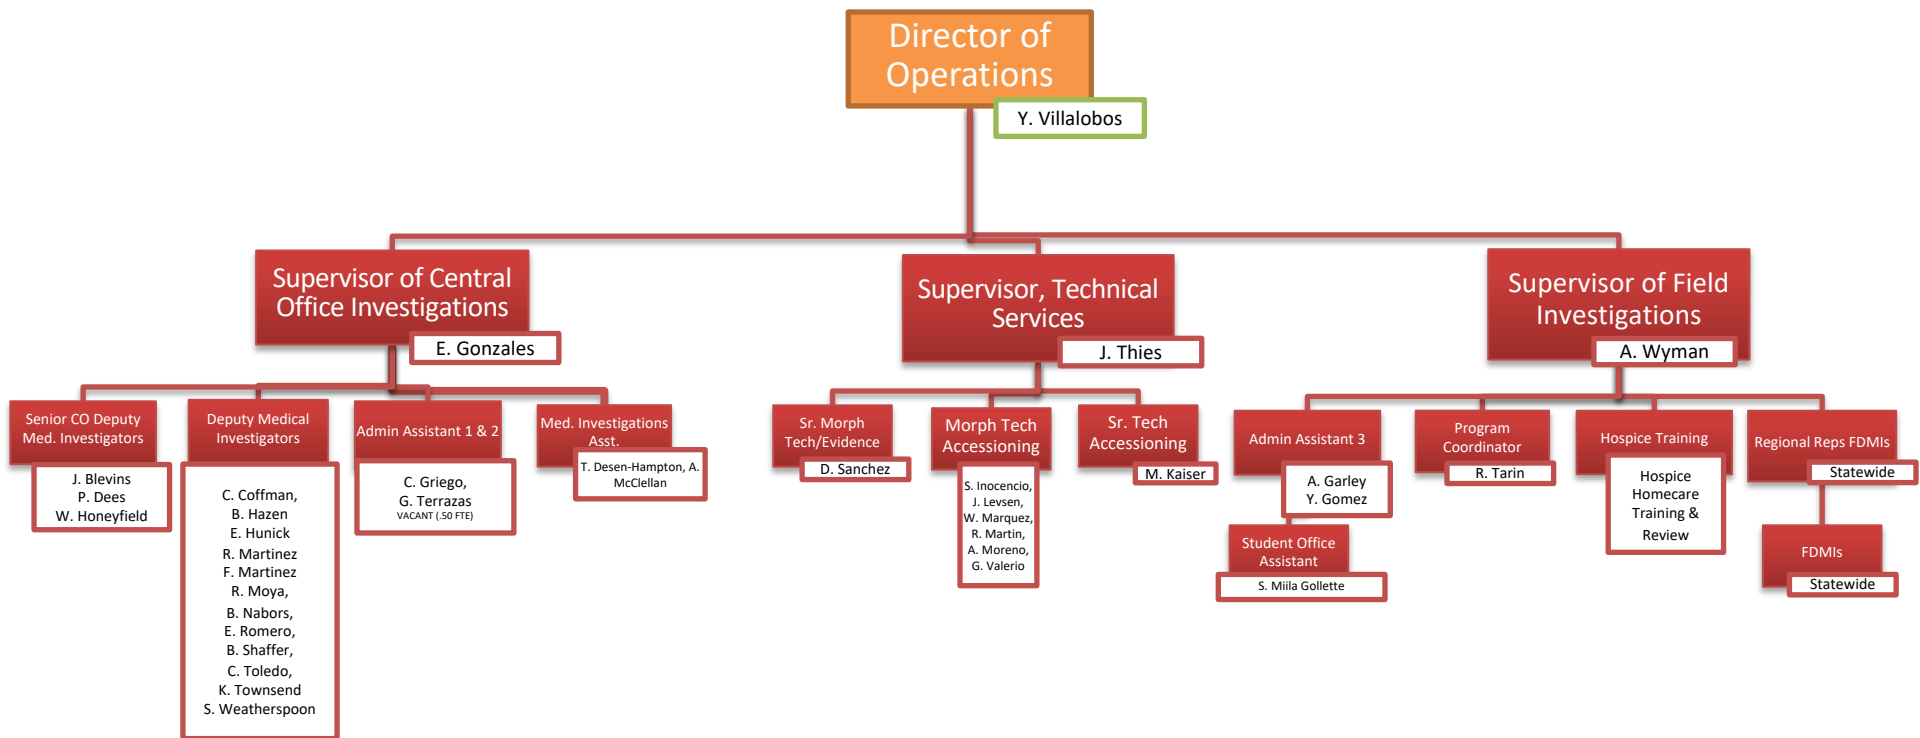 Director of
Operations
Y. Villalobos
Supervisor of Central
Office Investigations
E. Gonzales
Supervisor, Technical
Services
J. Thies
Supervisor of Field
Investigations
A. Wyman
Senior CO Deputy
Med. Investigators
J. Blevins
P. Dees
W. Honeyfield
Deputy Medical
Investigators
C. Coffman,
B. Hazen
E. Hunick
R. Martinez
F. Martinez
R. Moya,
B. Nabors,
E. Romero,
B. Shaffer,
C. Toledo,
K. Townsend
S. Weatherspoon
Admin Assistant 1 & 2
C. Griego,
G. Terrazas
VACANT (.50 FTE)
Med. Investigations
Asst.
T. Desen-Hampton, A.
McClellan
Sr. Morph
Tech/Evidence
D. Sanchez
Morph Tech
Accessioning
S. Inocencio,
J. Levsen,
W. Marquez,
R. Martin,
A. Moreno,
G. Valerio
Sr. Tech
Accessioning
M. Kaiser
Admin Assistant 3
A. Garley
Y. Gomez
Student Office
Assistant
S. Miila Gollette
Program
Coordinator
R. Tarin
Hospice Training
Hospice
Homecare
Training &
Review
Regional Reps FDMIs
Statewide
FDMIs
Statewide